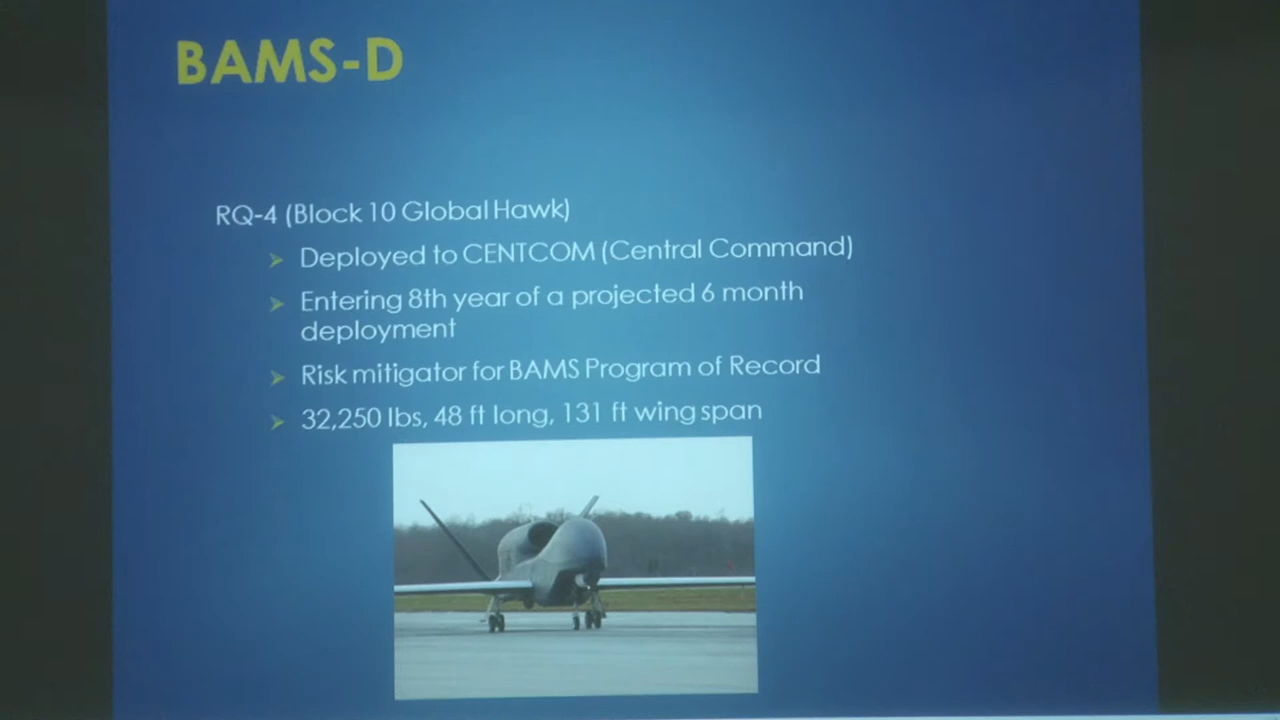 BAMS-D
RQ-4 (Block 10 Global Hawk)
Deployed to CENTCOM (Central Command)
Entering 8th year of a projected 6 month
deployment
Risk mitigator for BAMS Program of Record
32,250 lbs, 48 ft long, 131 ft wing span